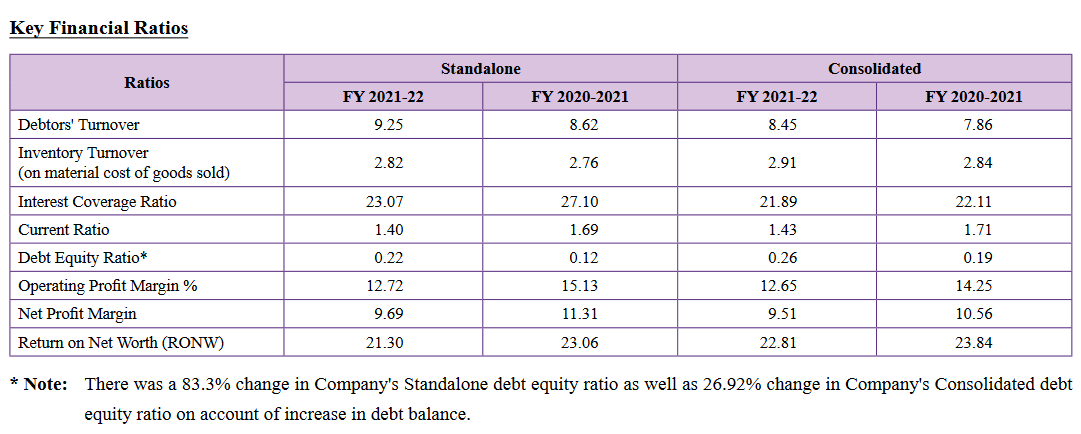 Key Financial Ratios
Ratios Standalone Consolidated
FY 2021-22 FY 2020-2021 FY 2021-22 FY 2020-2021
Debtors' Turnover 9.25 8.62 8.45 7.86
Inventory Turnover
(on material cost of goods sold) 2.82 2.76 2.91 2.84
Interest Coverage Ratio 23.07 27.10 21.89 22.11
Current Ratio 1.40 1.69 1.43 1.71
Debt Equity Ratio* 0.22 0.12 0.26 0.19
Operating Profit Margin % 12.72 15.13 12.65 14.25
Net Profit Margin 9.69 11.31 9.51 10.56
Return on Net Worth (RONW) 21.30 23.06 22.81 23.84
* Note: There was a 83.3% change in Company's Standalone debt equity ratio as well as 26.92% change in Company's Consolidated debt
equity ratio on account of increase in debt balance.